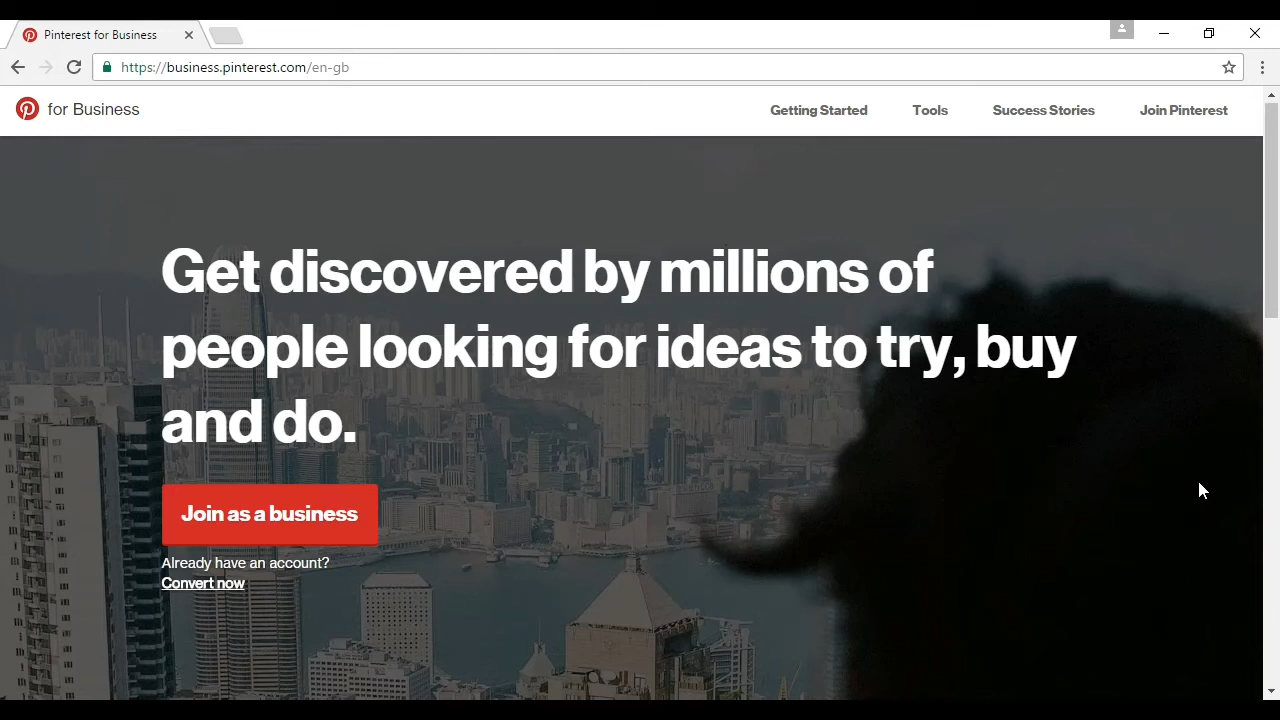 Pinterest for Business
https://business.pinterest.com/en-gb
for Business
Getting Started
Tools
Success Stories
Join Pinterest
Get discovered by millions of
people looking for ideas to try, buy
and do.
Join as a business
Already have an account?
Convert now